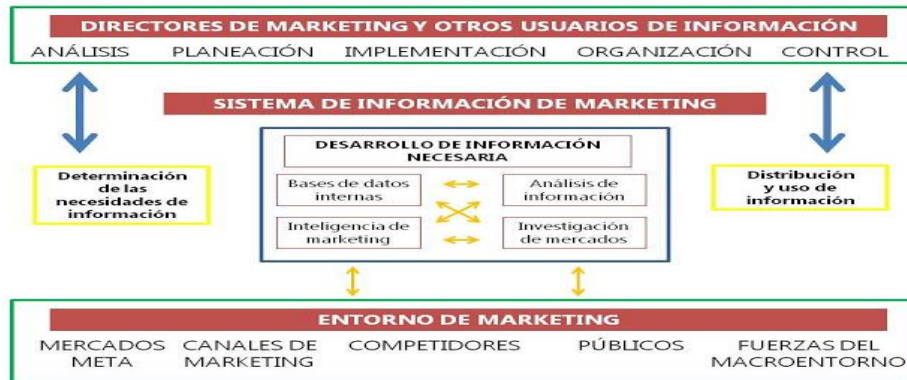 DIRECTORES DE MARKETING Y OTROS USUARIOS DE INFORMACIÓN
ANÁLISIS PLANEACIÓN IMPLEMENTACIÓN ORGANIZACIÓN CONTROL
SISTEMA DE INFORMACIÓN DE MARKETING
Determinación
de las
necesidades de
información
DESARROLLO DE INFORMACIÓN
NECESARIA
Bases de datos
internas
Análisis de
información
Inteligencia de
marketing
Investigación
de mercados
Distribución
y uso de
información
ENTORNO DE MARKETING
MERCADOS
META
CANALES DE
MARKETING
COMPETIDORES
PÚBLICOS
FUERZAS DEL
MACROENTORNO